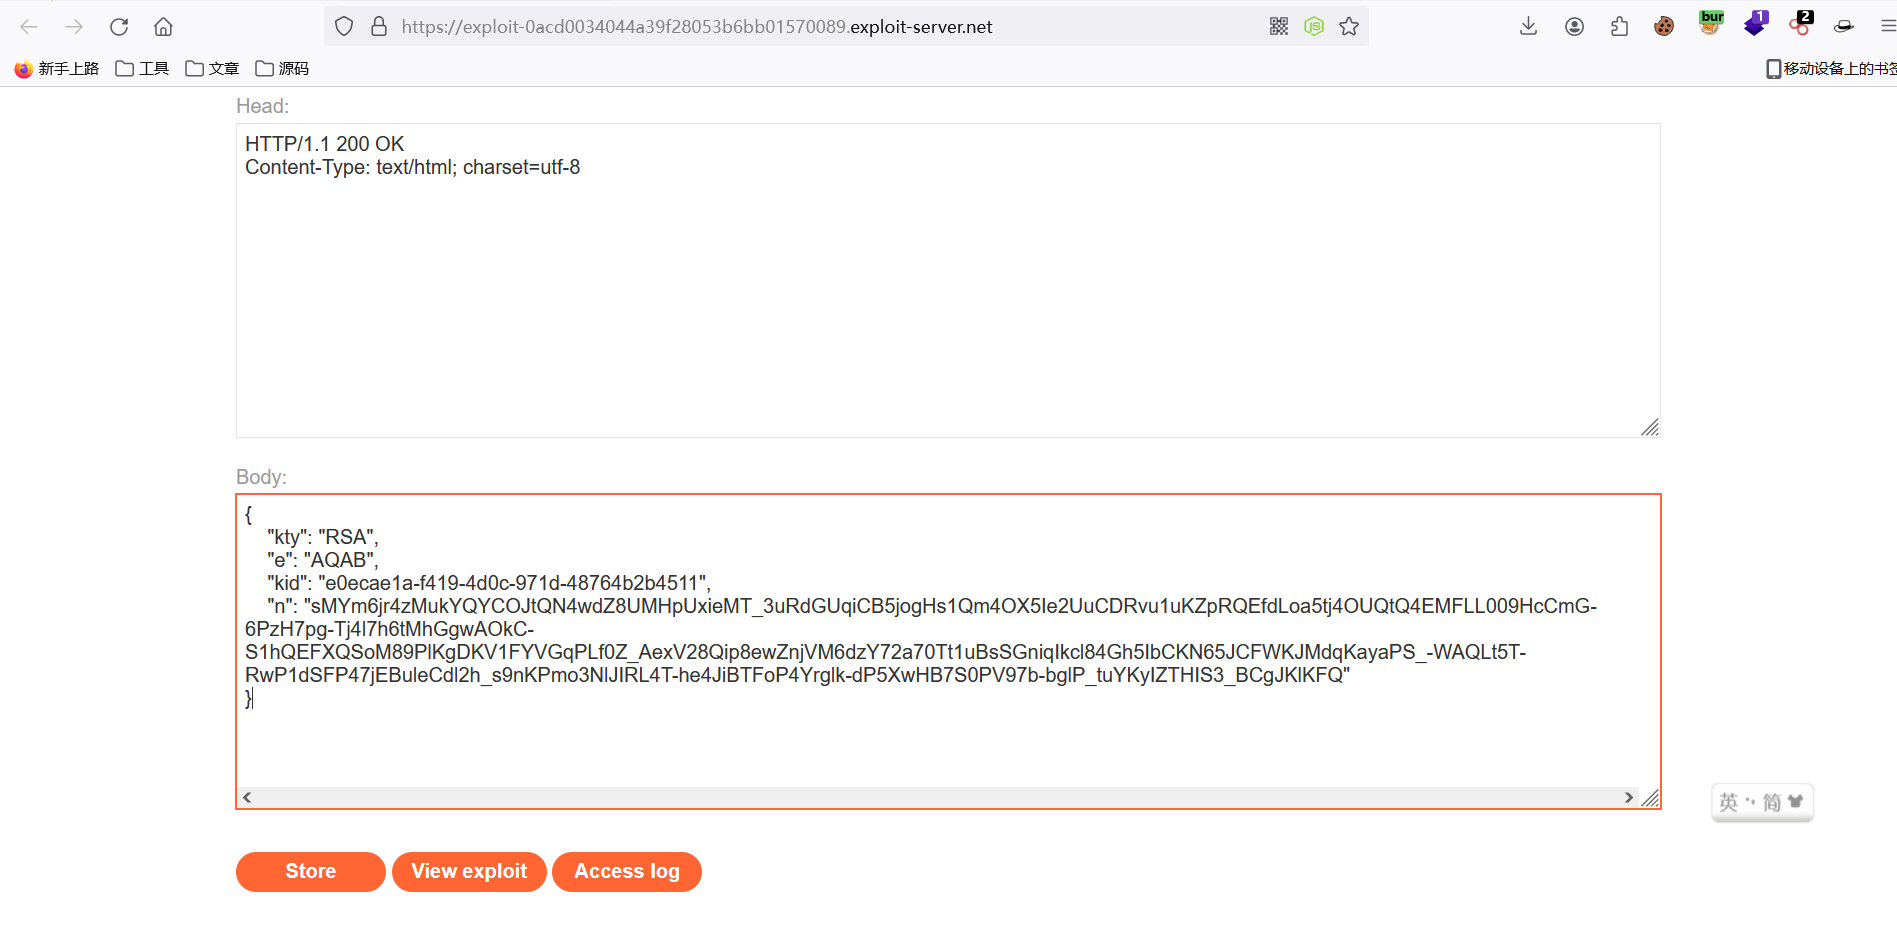 https://exploit-0acd0034044a39f28053b6bb01570089.exploit-server.net
bur
1
2
新手上路 工具 文章 源码 移动设备上的书签
Head:
HTTP/1.1 200 OK
Content-Type: text/html; charset=utf-8
Body:
{
"kty": "RSA",
"e": "AQAB",
"kid": "e0ecae1a-f419-4d0c-971d-48764b2b4511",
"n": "sMYm6jr4zMukYQYCOJtQN4wdZ8UMHpUxieMT_3uRdGUqiCB5jogHs1Qm4OX5Ie2UuCDRvu1uKZpRQEfdLoa5tj4OUQtQ4EMFLL009HcCmG-
6PzH7pg-Tj4l7h6tMhGgwAOkC-
S1hQEFXQSoM89PlKgDKV1FYVGqPLf0Z_AexV28Qip8ewZnjVM6dzY72a70Tt1uBsSGniqIkcl84Gh5IbCKN65JCFWKJMdqKayaPS_-WAQLt5T-
RwP1dSFP47jEBuleCdl2h_s9nKPmo3NlJIRL4T-he4JiBTFoP4Yrglk-dP5XwHB7S0PV97b-bglP_tuYKyIZTHIS3_BCgJKlKFQ"
}
英 简
Store View exploit Access log